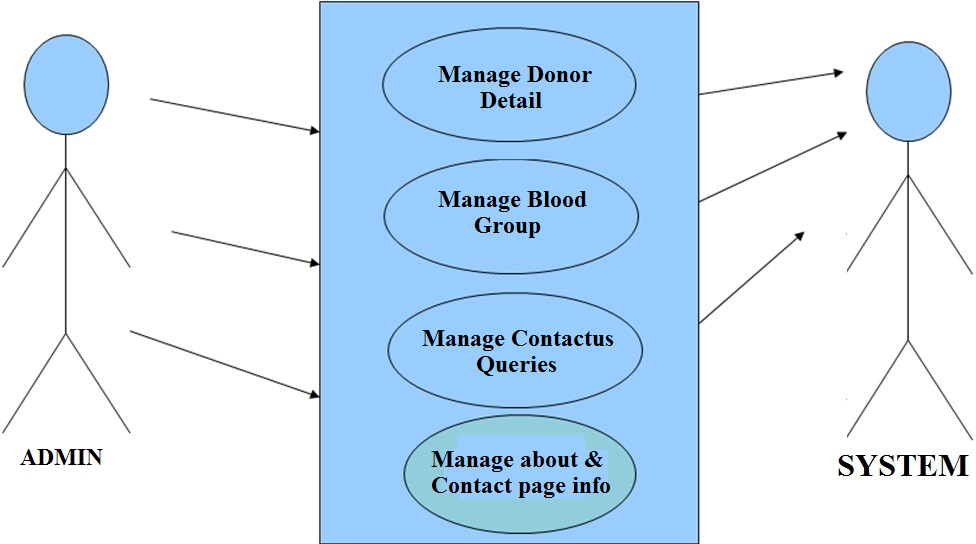 Manage Donor
Detail
Manage Blood
Group
Manage Contactus
Queries
Manage about &
Contact page info
ADMIN
SYSTEM